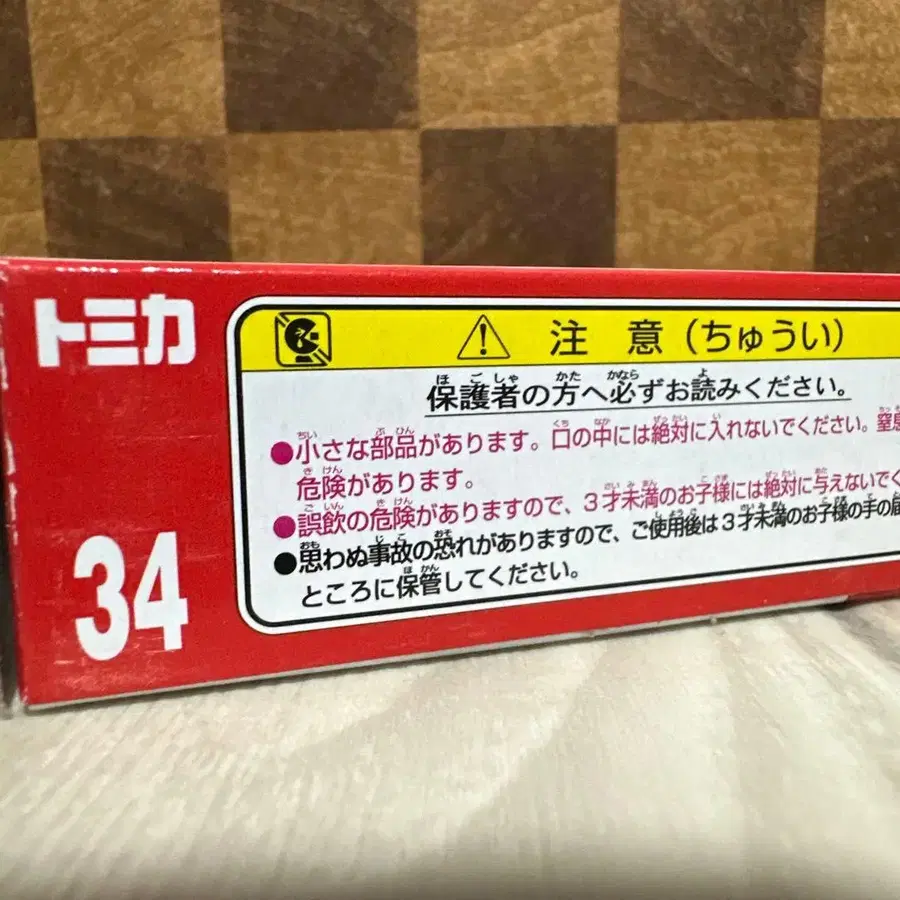 トミカ
34
注 意 (ちゅうい)
保護者の方へ必ずお読みください。
●小さな部品があります。口の中には絶対に入れないでください。窒息
危険があります。
●誤飲の危険がありますので、3才未満のお子様には絶対に与えないでく
●思わぬ事故の恐れがありますので、ご使用後は3才未満のお子様の手の届
ところに保管してください。